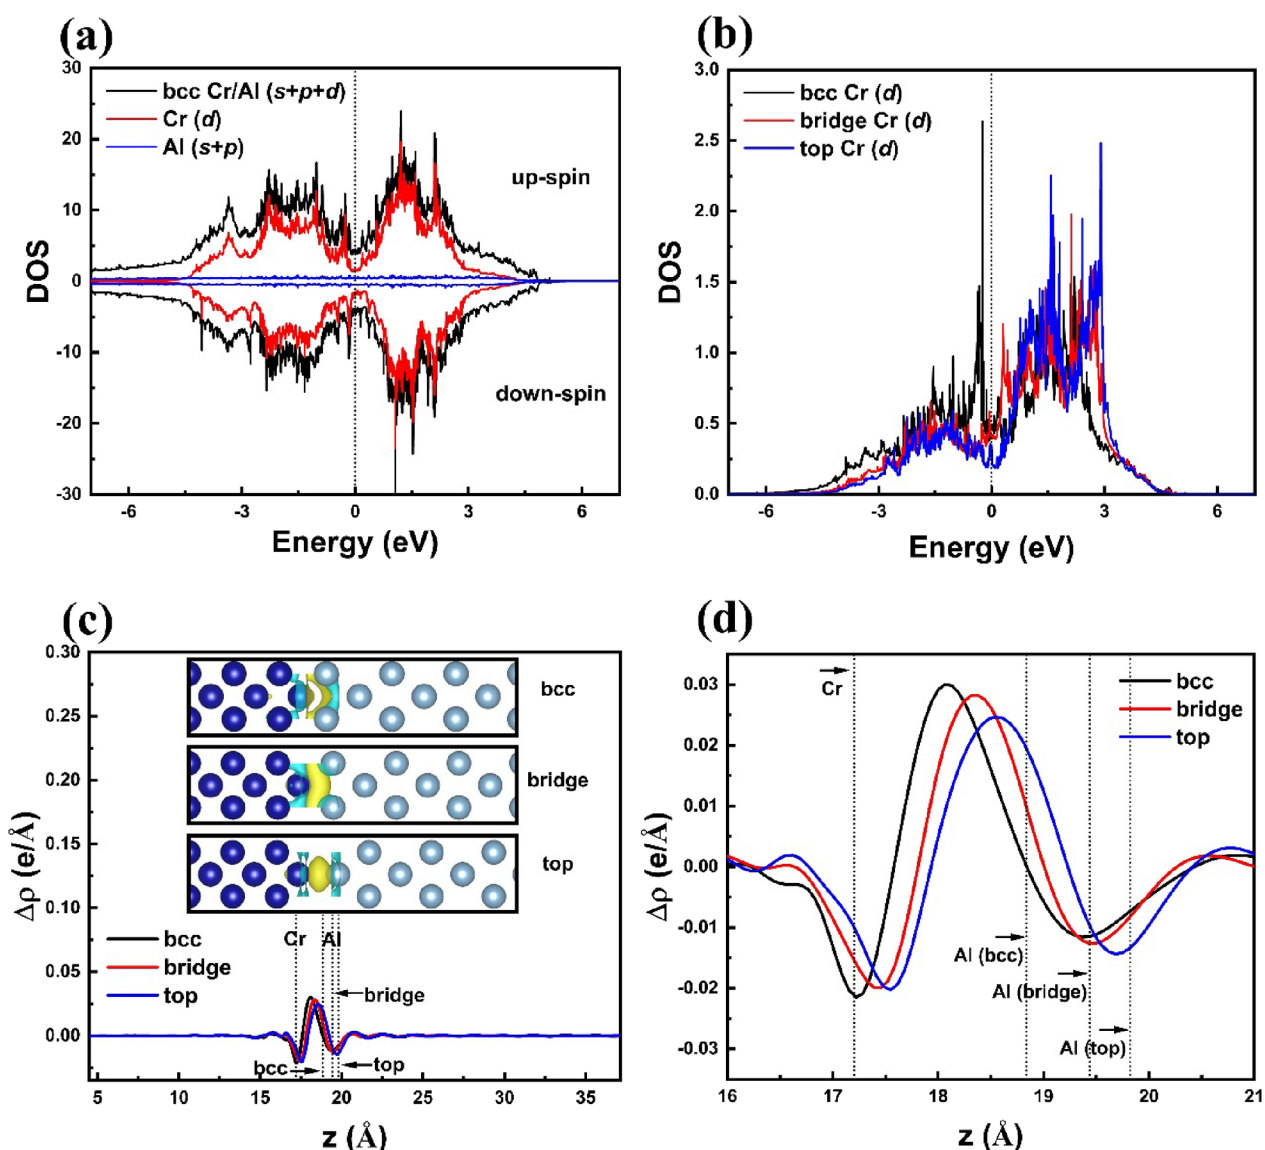 (a)
30
20
10
0
-10
-20
-30
DOS
bcc Cr/Al (s+p+d)
Cr (d)
Al (s+p)
up-spin
down-spin
-6
-3
0
3
6
Energy (eV)
(b)
3.0
2.5
2.0
1.5
1.0
0.5
0.0
DOS
bcc Cr (d)
bridge Cr (d)
top Cr (d)
-6
-3
0
3
6
Energy (eV)
(c)
0.30
0.25
0.20
0.15
0.10
0.05
0.00
Δρ (e/Å)
bcc
bridge
top
Cr
Al
bcc
bridge
top
bridge
bcc
top
5
10
15
20
25
30
35
z (Å)
(d)
0.03
0.02
0.01
0.00
-0.01
-0.02
-0.03
Δρ (e/Å)
Cr
bcc
bridge
top
Al (bcc)
Al (bridge)
Al (top)
16
17
18
19
20
21
z (Å)